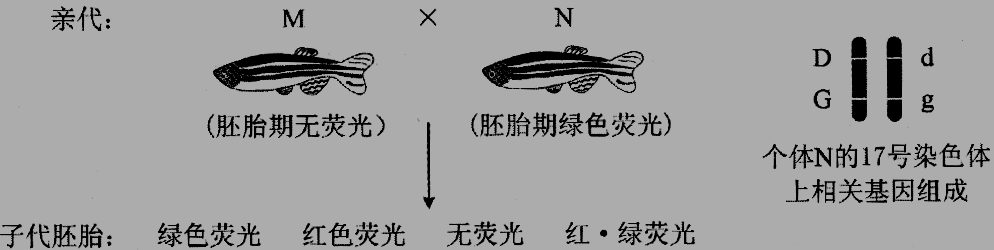 亲代： M × N
(胚胎期无荧光) (胚胎期绿色荧光)
D d
G g
个体N的17号染色体
上相关基因组成
子代胚胎： 绿色荧光 红色荧光 无荧光 红·绿荧光